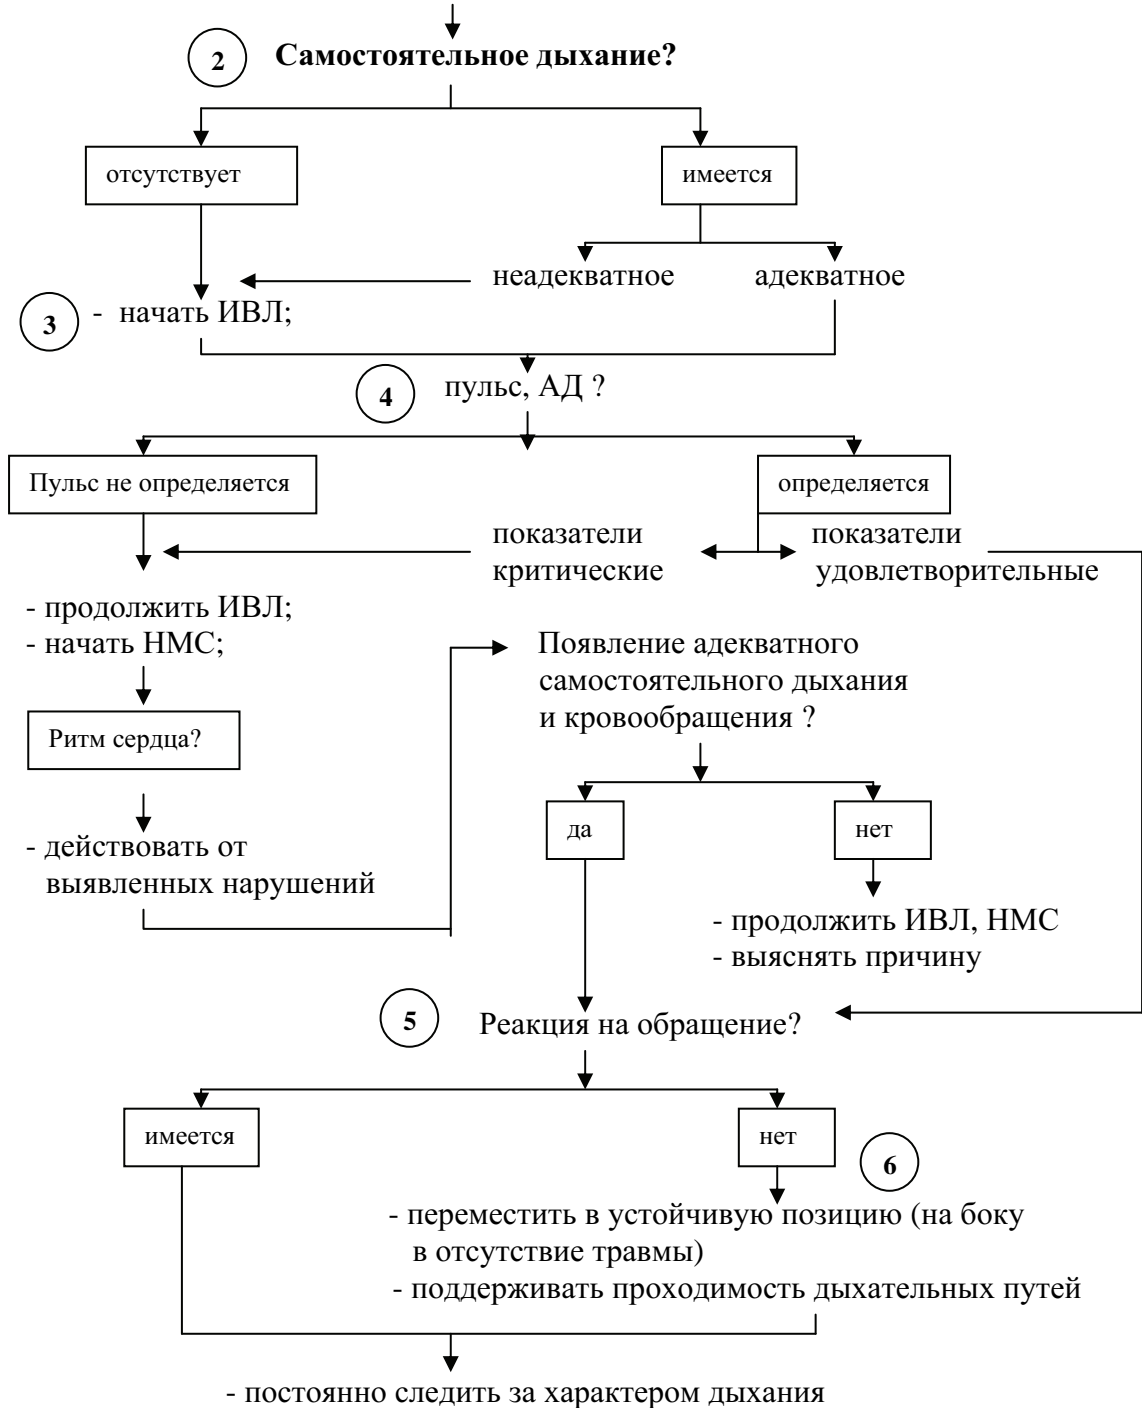 2 Самостоятельное дыхание?
отсутствует
имеется
неадекватное
адекватное
3 - начать ИВЛ;
4 пульс, АД ?
Пульс не определяется
определяется
показатели
критические
показатели
удовлетворительные
- продолжить ИВЛ;
- начать НМС;
Ритм сердца?
- действовать от
выявленных нарушений
Появление адекватного
самостоятельного дыхания
и кровообращения ?
да
нет
- продолжить ИВЛ, НМС
- выяснять причину
5 Реакция на обращение?
имеется
нет
6
- переместить в устойчивую позицию (на боку
в отсутствие травмы)
- поддерживать проходимость дыхательных путей
- постоянно следить за характером дыхания